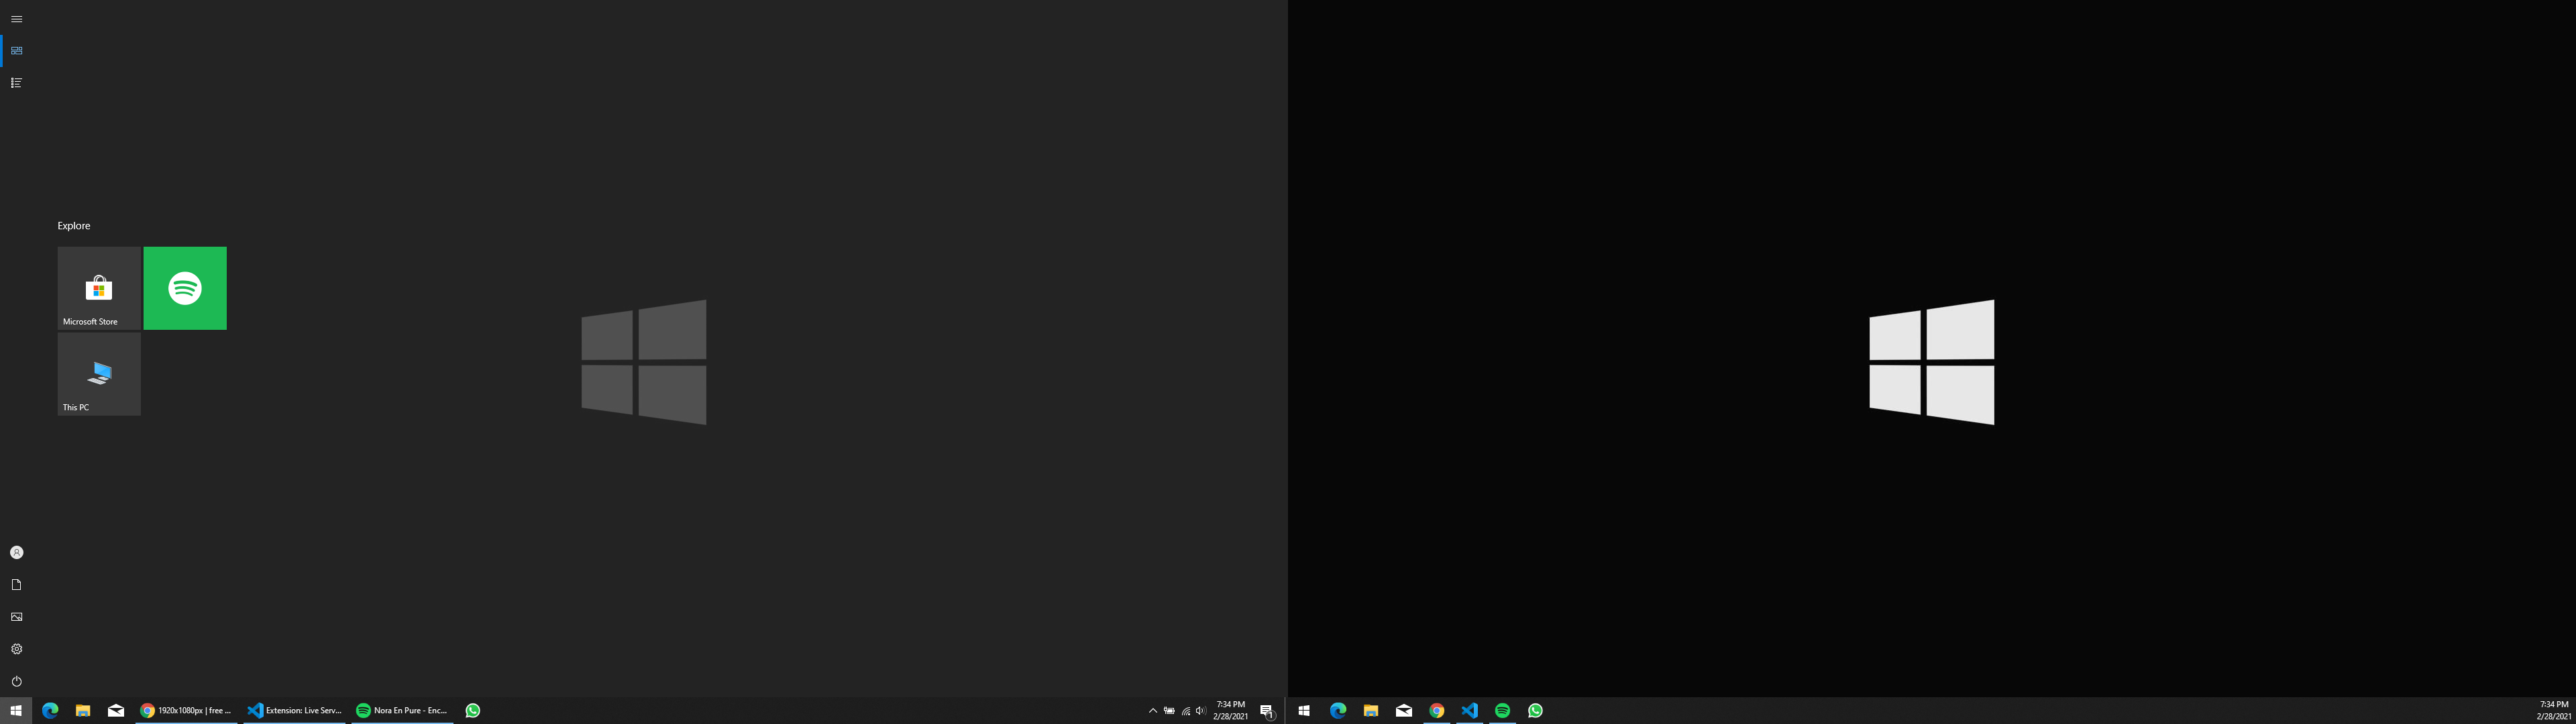 Explore
Microsoft Store
This PC
1920x1080px | free ...
Extension: Live Serv...
Nora En Pure - Enc...
7:34 PM
2/28/2021
1
7:34 PM
2/28/2021